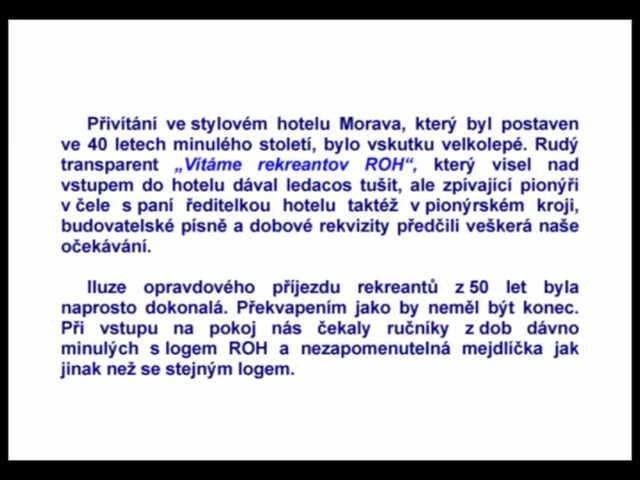 Přivítání ve stylovém hotelu Morava, který byl postaven
ve 40 letech minulého století, bylo vskutku velkolepé. Rudý
transparent „Vítáme rekreantov ROH“, který visel nad
vstupem do hotelu dával ledacos tušit, ale zpívající pionýři
v čele s paní ředitelkou hotelu taktéž v pionýrském kroji,
budovatelské písně a dobové rekvizity předčili veškerá naše
očekávání.
Iluze opravdového příjezdu rekreantů z 50 let byla
naprosto dokonalá. Překvapením jako by neměl být konec.
Při vstupu na pokoj nás čekaly ručníky z dob dávno
minulých s logem ROH a nezapomenutelná mejdlíčka jak
jinak než se stejným logem.